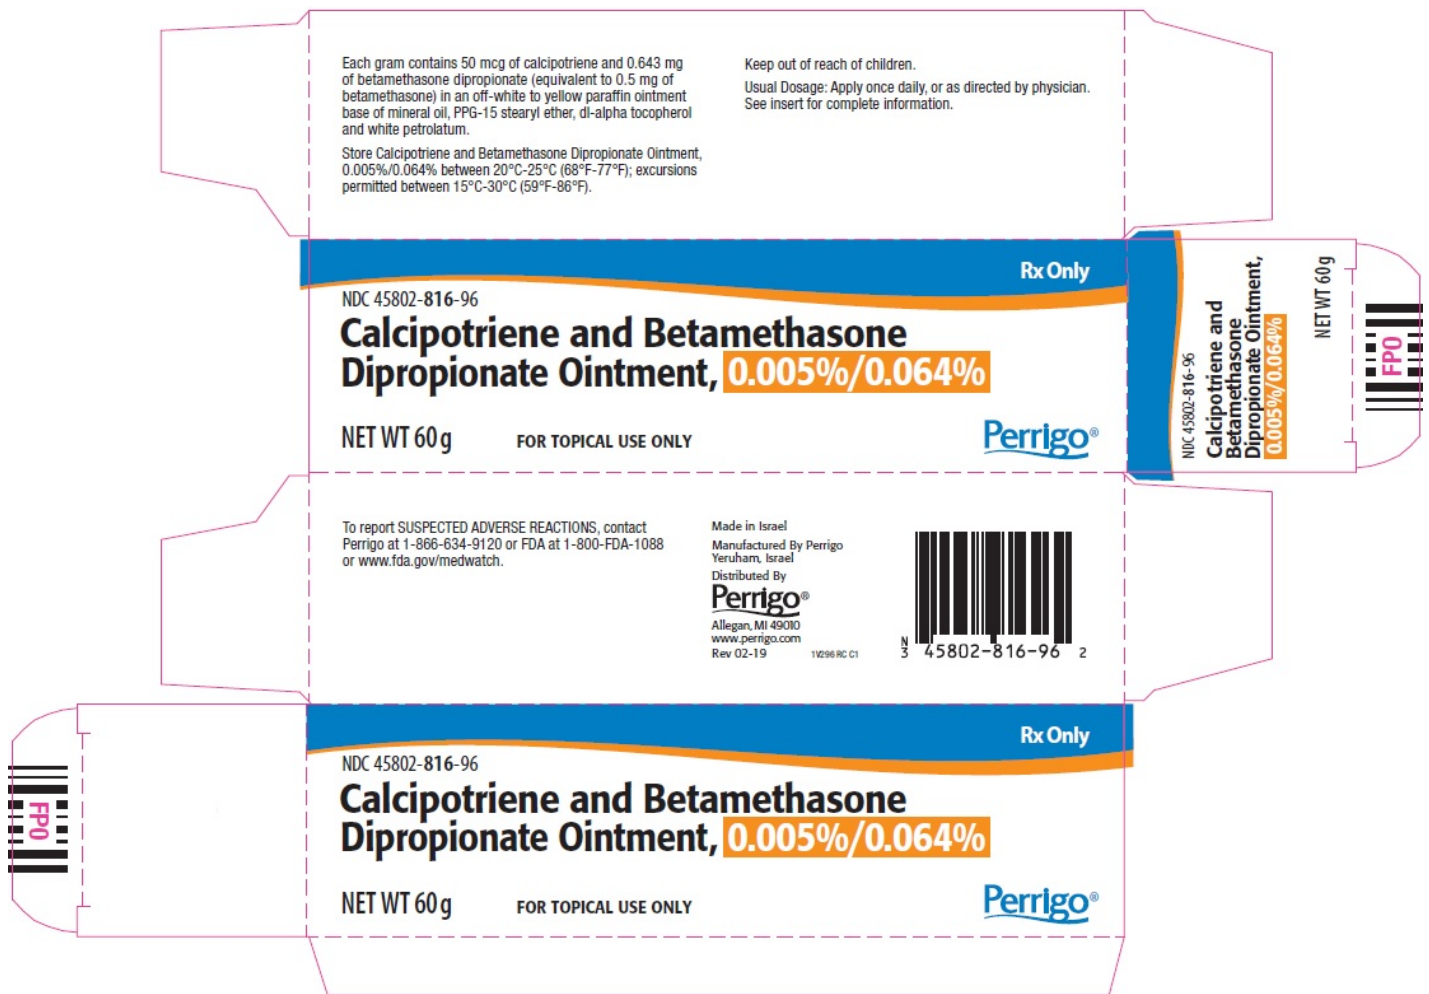 Each gram contains 50 mcg of calcipotriene and 0.643 mg
of betamethasone dipropionate (equivalent to 0.5 mg of
betamethasone) in an off-white to yellow paraffin ointment
base of mineral oil, PPG-15 stearyl ether, dl-alpha tocopherol
and white petrolatum.
Store Calcipotriene and Betamethasone Dipropionate Ointment,
0.005%/0.064% between 20°C-25°C (68°F-77°F); excursions
permitted between 15°C-30°C (59°F-86°F).
Keep out of reach of children.
Usual Dosage: Apply once daily, or as directed by physician.
See insert for complete information.
Rx Only
NDC 45802-816-96
Calcipotriene and Betamethasone
Dipropionate Ointment, 0.005%/0.064%
NET WT 60 g
FOR TOPICAL USE ONLY
Perrigo®
NDC 45802-816-96
Calcipotriene and
Betamethasone
Dipropionate Ointment,
0.005%/0.064%
NET WT 60 g
FPO
To report SUSPECTED ADVERSE REACTIONS, contact
Perrigo at 1-866-634-9120 or FDA at 1-800-FDA-1088
or www.fda.gov/medwatch.
Made in Israel
Manufactured By Perrigo
Yeruham, Israel
Distributed By
Perrigo®
Allegan, MI 49010
www.perrigo.com
Rev 02-19
1V296 RC C1
N
3 45802-816-96 2
Rx Only
NDC 45802-816-96
Calcipotriene and Betamethasone
Dipropionate Ointment, 0.005%/0.064%
NET WT 60 g
FOR TOPICAL USE ONLY
Perrigo®
FPO